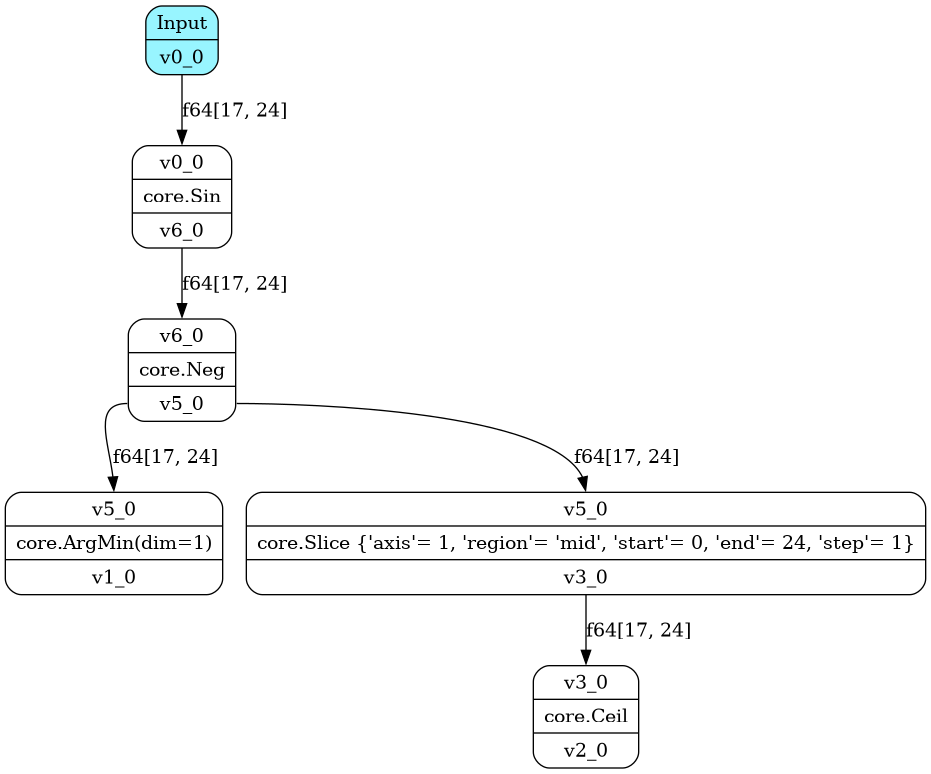 Input
v0_0
f64[17, 24]
v0_0
core.Sin
v6_0
f64[17, 24]
v6_0
core.Neg
v5_0
f64[17, 24]
f64[17, 24]
v5_0
core.ArgMin(dim=1)
v1_0
v5_0
core.Slice {'axis'= 1, 'region'= 'mid', 'start'= 0, 'end'= 24, 'step'= 1}
v3_0
f64[17, 24]
v3_0
core.Ceil
v2_0